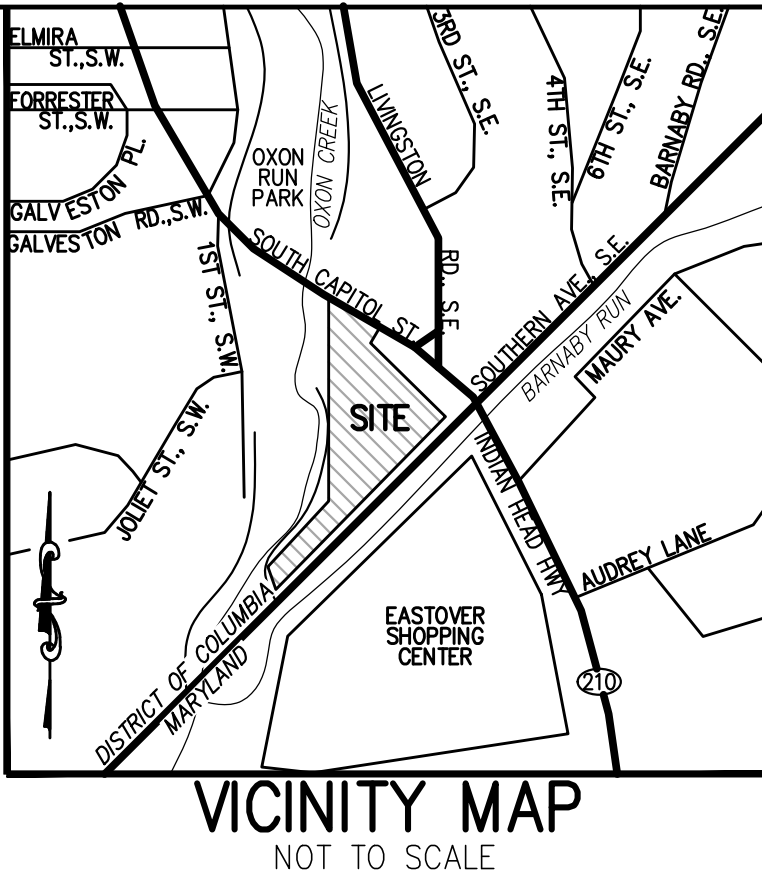 ELMIRA
ST.,S.W.
FORRESTER
ST.,S.W.
GALVESTON PL.
GALVESTON RD.,S.W.
1ST ST., S.W.
OXON
RUN
PARK
OXON CREEK
LIVINGSTON
RD., S.E.
3RD ST., S.E.
4TH ST., S.E.
6TH ST., S.E.
BARNABY RD., S.E.
SOUTH CAPITOL ST.
SOUTHERN AVE., S.E.
BARNABY RUN
MAURY AVE.
SITE
JOLIET ST., S.W.
INDIAN HEAD HWY
AUDREY LANE
EASTOVER
SHOPPING
CENTER
DISTRICT OF COLUMBIA
MARYLAND
210
VICINITY MAP
NOT TO SCALE